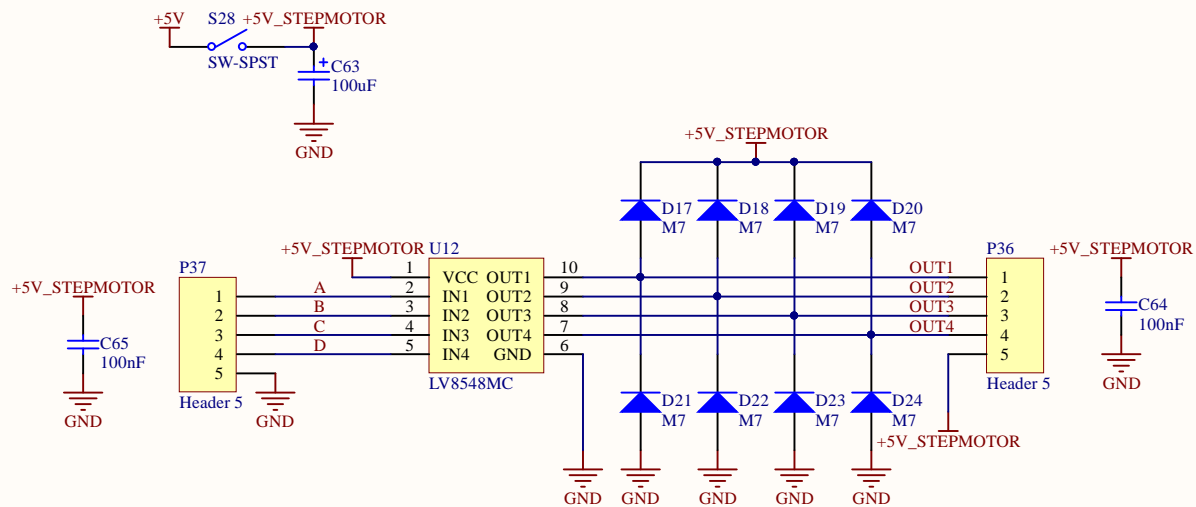 +5V
S28
+5V_STEPMOTOR
SW-SPST
+
C63
100uF
GND
+5V_STEPMOTOR
D17
M7
D18
M7
D19
M7
D20
M7
+5V_STEPMOTOR
C65
100nF
GND
P37
1
2
3
4
5
Header 5
GND
A
B
C
D
+5V_STEPMOTOR
U12
1
2
3
4
5
VCC
IN1
IN2
IN3
IN4
OUT1
OUT2
OUT3
OUT4
GND
10
9
8
7
6
LV8548MC
GND
D21
M7
D22
M7
D23
M7
D24
M7
GND
GND
GND
GND
OUT1
OUT2
OUT3
OUT4
P36
1
2
3
4
5
Header 5
+5V_STEPMOTOR
+5V_STEPMOTOR
C64
100nF
GND